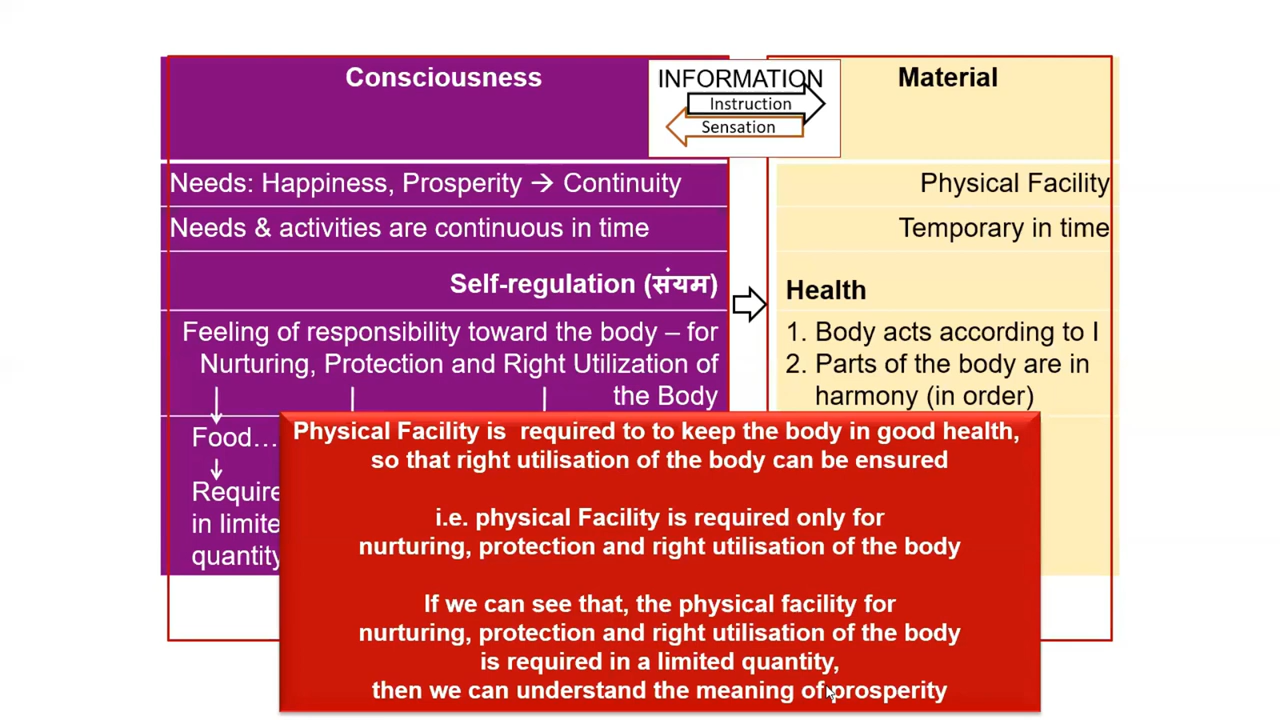 Consciousness
INFORMATION
Instruction
Sensation
Material
Needs: Happiness, Prosperity → Continuity
Physical Facility
Needs & activities are continuous in time
Temporary in time
Self-regulation (संयम)
Health
Feeling of responsibility toward the body – for
Nurturing, Protection and Right Utilization of
the Body
1. Body acts according to I
2. Parts of the body are in
harmony (in order)
Food…
Require
in limite
quantity
Physical Facility is required to to keep the body in good health,
so that right utilisation of the body can be ensured
i.e. physical Facility is required only for
nurturing, protection and right utilisation of the body
If we can see that, the physical facility for
nurturing, protection and right utilisation of the body
is required in a limited quantity,
then we can understand the meaning of prosperity